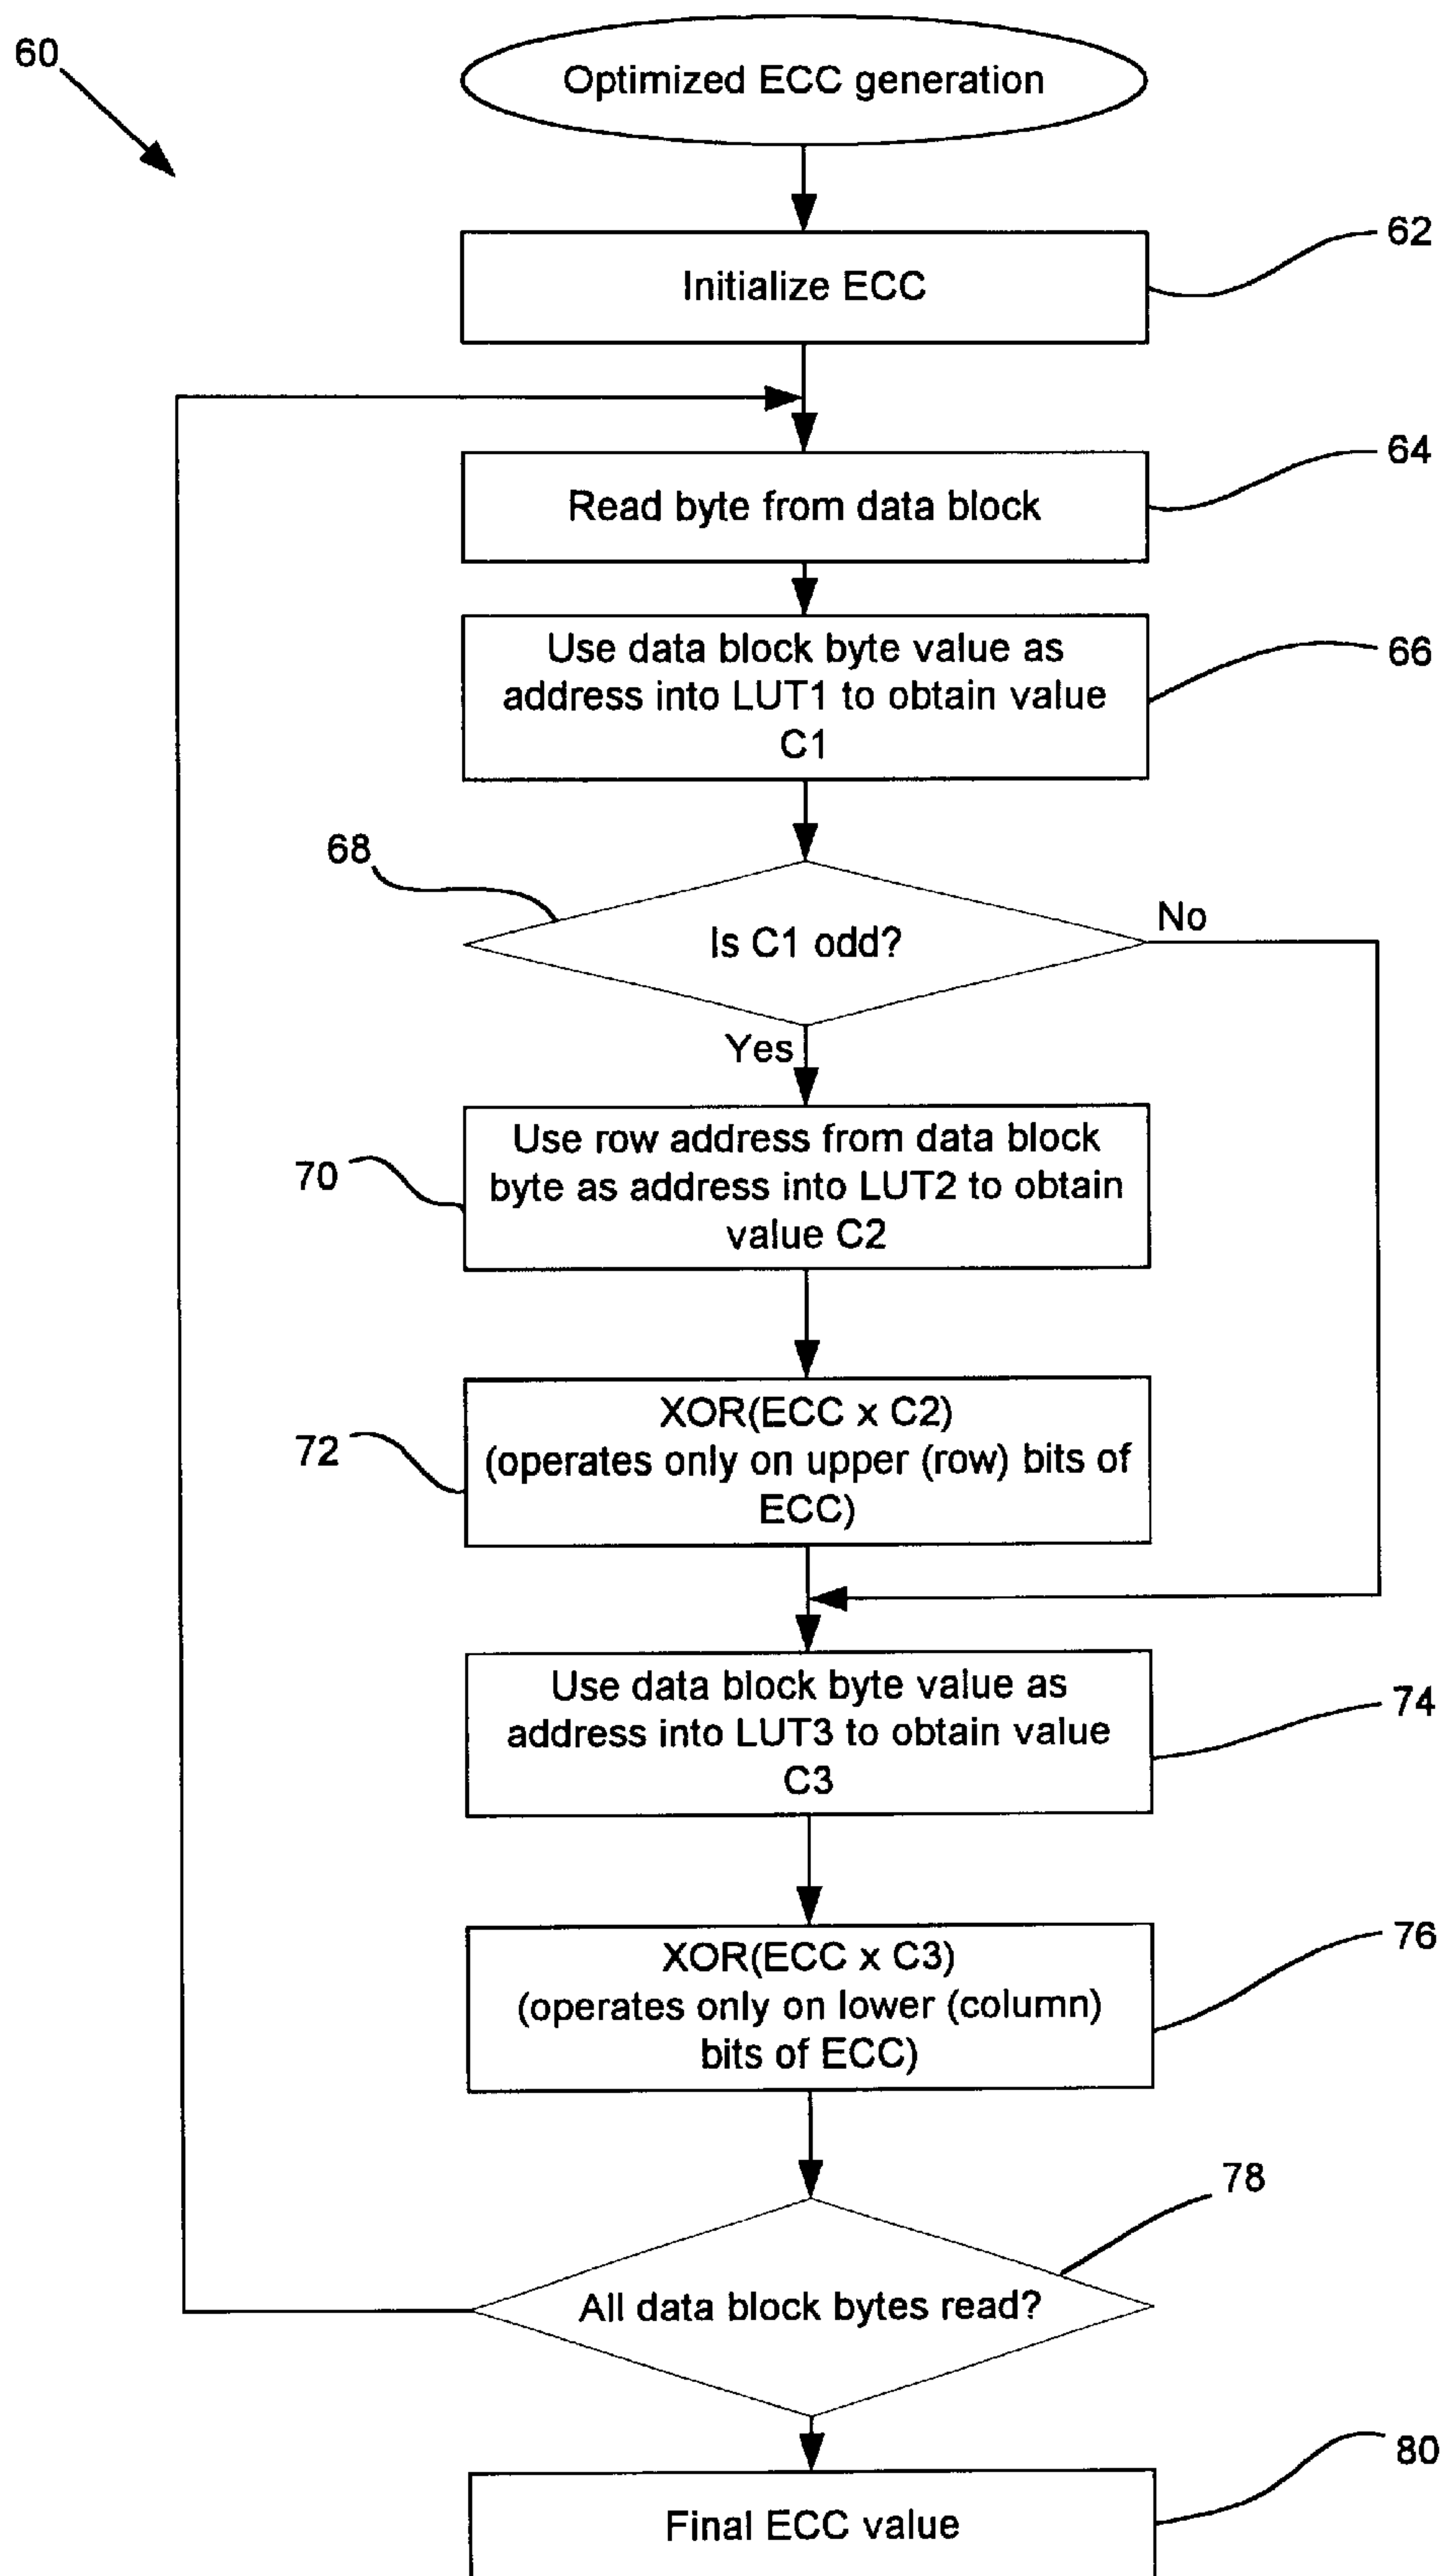 60
Optimized ECC generation
Initialize ECC
62
Read byte from data block
64
Use data block byte value as
address into LUT1 to obtain value
C1
66
68
Is C1 odd?
No
Yes
Use row address from data block
byte as address into LUT2 to obtain
value C2
70
XOR(ECC x C2)
(operates only on upper (row) bits of
ECC)
72
Use data block byte value as
address into LUT3 to obtain value
C3
74
XOR(ECC x C3)
(operates only on lower (column)
bits of ECC)
76
78
All data block bytes read?
Final ECC value
80